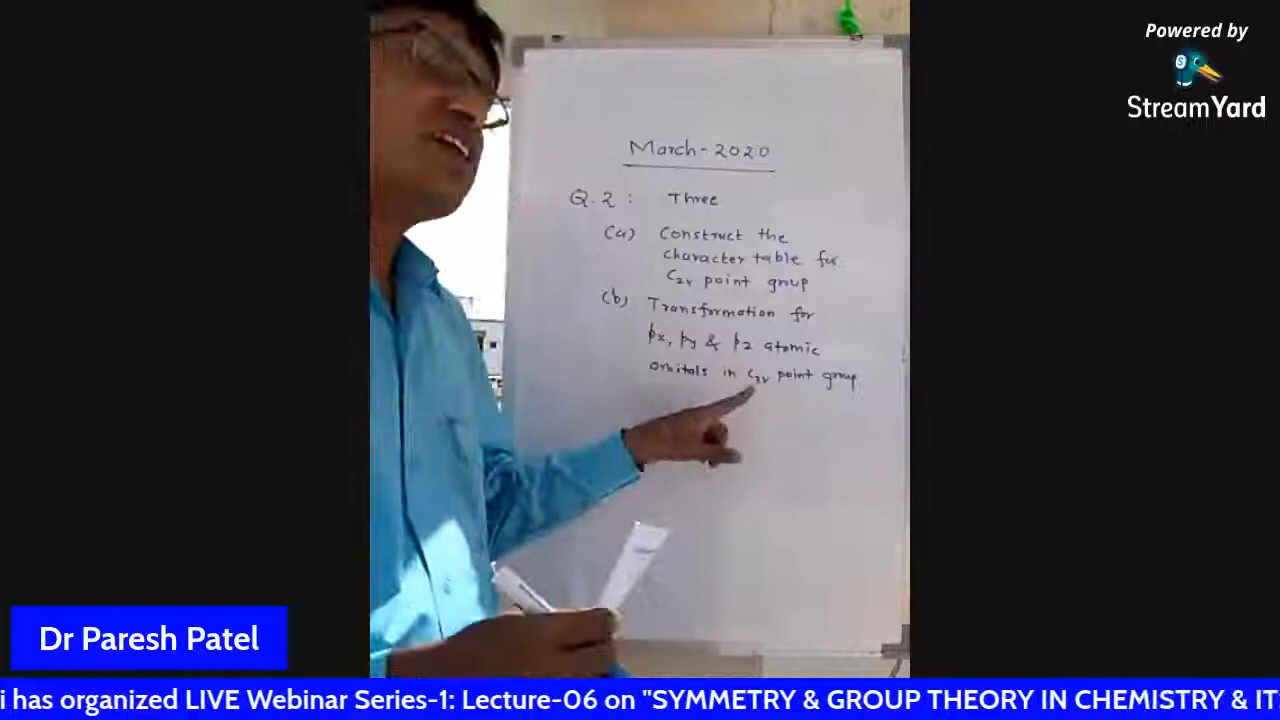 Powered by
StreamYard
March-2020
Q.2: Three
(a) Construct the
character table for
C2v point group
(b) Transformation for
px, py & pz atomic
orbitals in C3v point group
Dr Paresh Patel
i has organized LIVE Webinar Series-1: Lecture-06 on "SYMMETRY & GROUP THEORY IN CHEMISTRY & IT